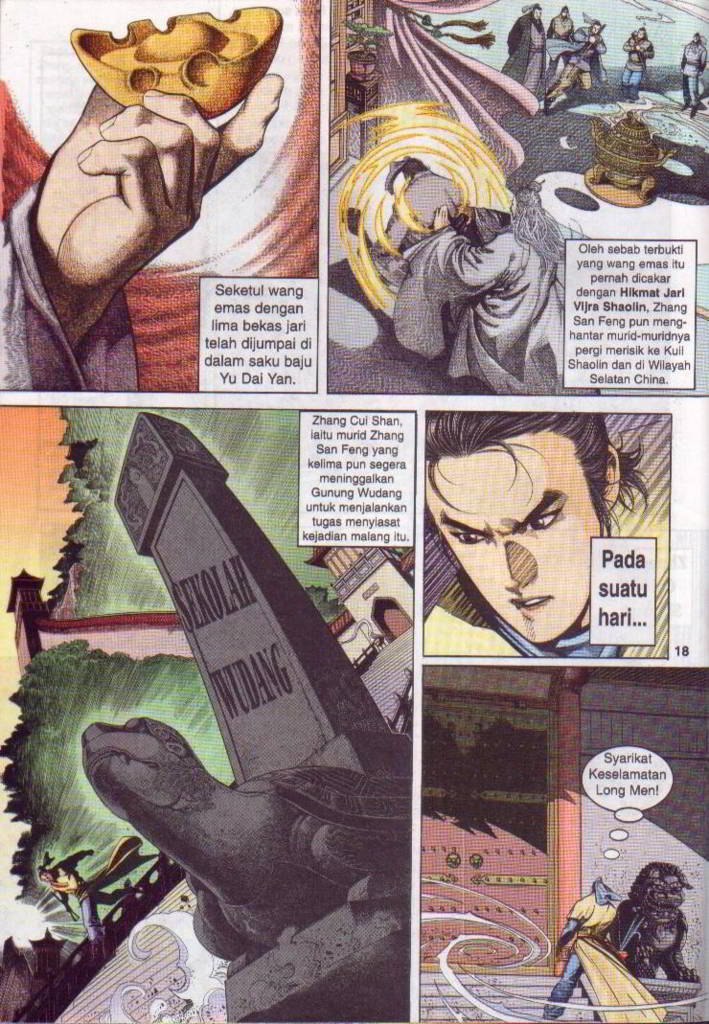 Seketul wang
emas dengan
lima bekas jari
telah dijumpai di
dalam saku baju
Yu Dai Yan.
Oleh sebab terbukti
yang wang emas itu
pernah dicakar
dengan Hikmat Jari
Vijra Shaolin, Zhang
San Feng pun meng-
hantar murid-muridnya
pergi merisik ke Kuil
Shaolin dan di Wilayah
Selatan China.
Zhang Cui Shan,
iaitu murid Zhang
San Feng yang
kelima pun segera
meninggalkan
Gunung Wudang
untuk menjalankan
tugas menyiasat
kejadian malang itu.
SEKOLAH
WUDANG
Pada
suatu
hari...
18
Syarikat
Keselamatan
Long Men!